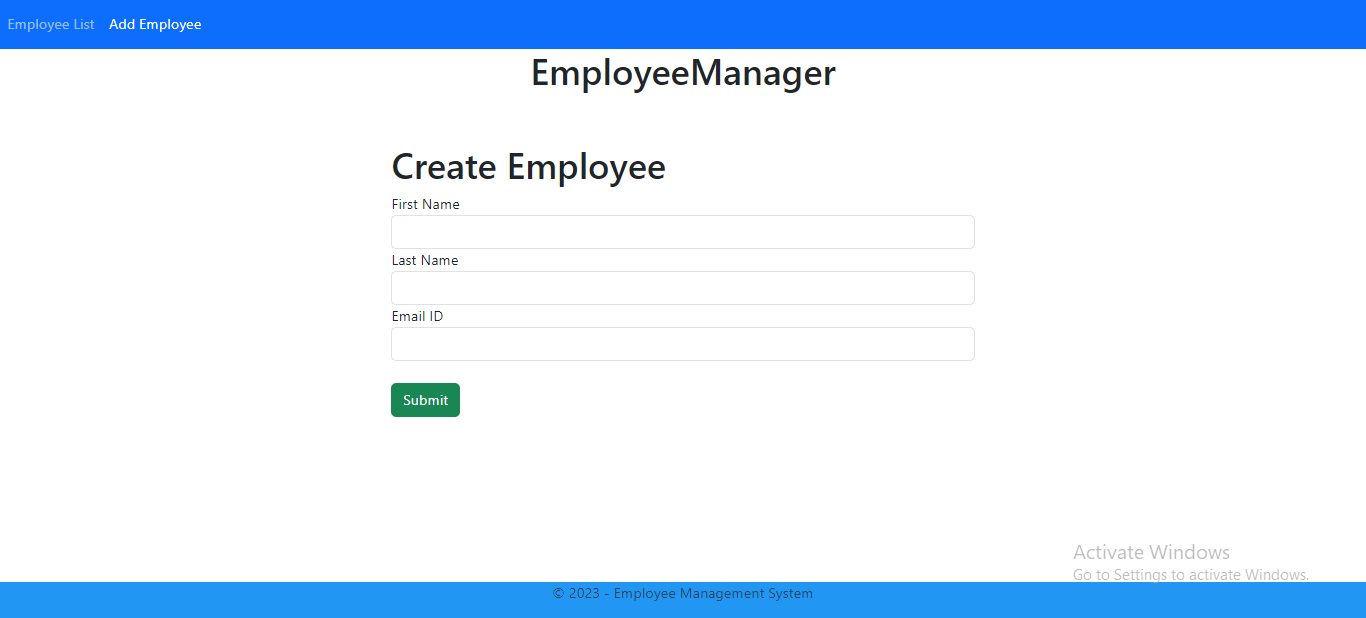 Employee List Add Employee
EmployeeManager
Create Employee
First Name
Last Name
Email ID
Submit
Activate Windows
Go to Settings to activate Windows.
© 2023 - Employee Management System